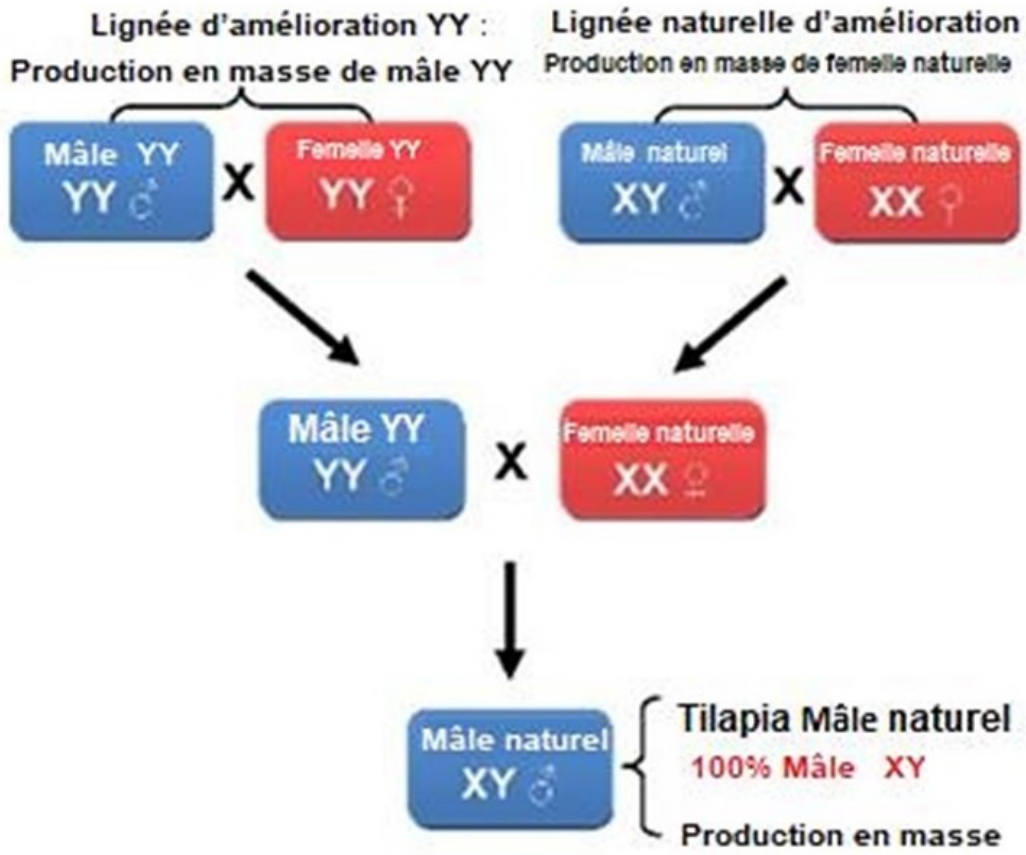 Lignée d'amélioration YY :
Production en masse de mâle YY
Lignée naturelle d'amélioration
Production en masse de femelle naturelle
Mâle YY
YY ♂
X
Femelle YY
YY ♀
Mâle naturel
XY ♂
X
Femelle naturelle
XX ♀
Mâle YY
YY ♂
X
Femelle naturelle
XX ♀
Mâle naturel
XY ♂
Tilapia Mâle naturel
100% Mâle XY
Production en masse